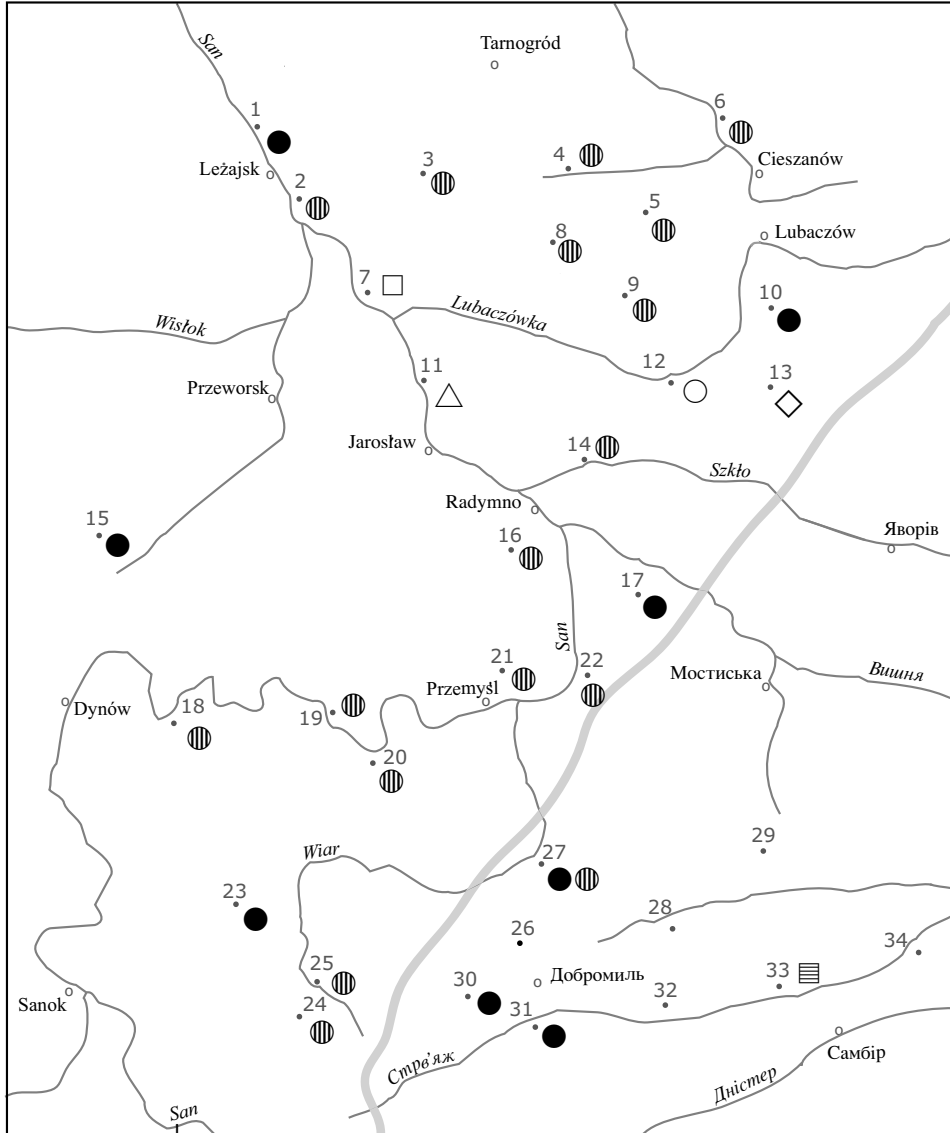 San
Tarnogród
6
1
4
Cieszanów
3
Leżajsk
2
5
Lubaczów
8
7
9
10
Lubaczówka
Wisłok
11
12
13
Przeworsk
Jarosław
14
Szkło
Radymno
15
Яворів
16
17
San
21
22
Przemyśl
Мостиська
Вишня
Dynów
18
19
20
29
Wiar
27
23
28
26
34
25
Добромиль
33
Sanok
30
32
24
31
Самбір
Стрв'яж
Дністер
San